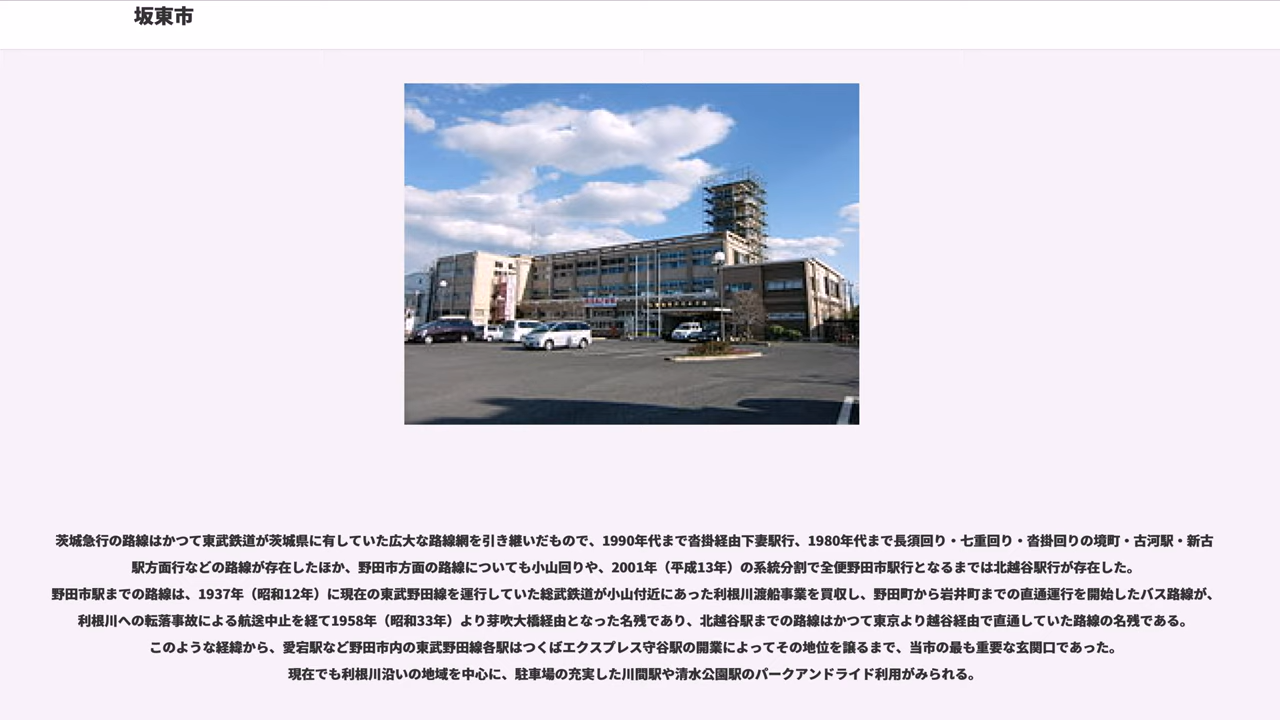 坂東市
茨城急行の路線はかつて東武鉄道が茨城県に有していた広大な路線網を引き継いだもので、1990年代まで沓掛経由下妻駅行、1980年代まで長須回り・七重回り・沓掛回りの境町・古河駅・新古
駅方面行などの路線が存在したほか、野田市方面の路線についても小山回りや、2001年（平成13年）の系統分割で全便野田市駅行となるまでは北越谷駅行が存在した。
野田市駅までの路線は、1937年（昭和12年）に現在の東武野田線を運行していた総武鉄道が小山付近にあった利根川渡船事業を買収し、野田町から岩井町までの直通運行を開始したバス路線が、
利根川への転落事故による航送中止を経て1958年（昭和33年）より芽吹大橋経由となった名残であり、北越谷駅までの路線はかつて東京より越谷経由で直通していた路線の名残である。
このような経緯から、愛宕駅など野田市内の東武野田線各駅はつくばエクスプレス守谷駅の開業によってその地位を譲るまで、当市の最も重要な玄関口であった。
現在でも利根川沿いの地域を中心に、駐車場の充実した川間駅や清水公園駅のパークアンドライド利用がみられる。